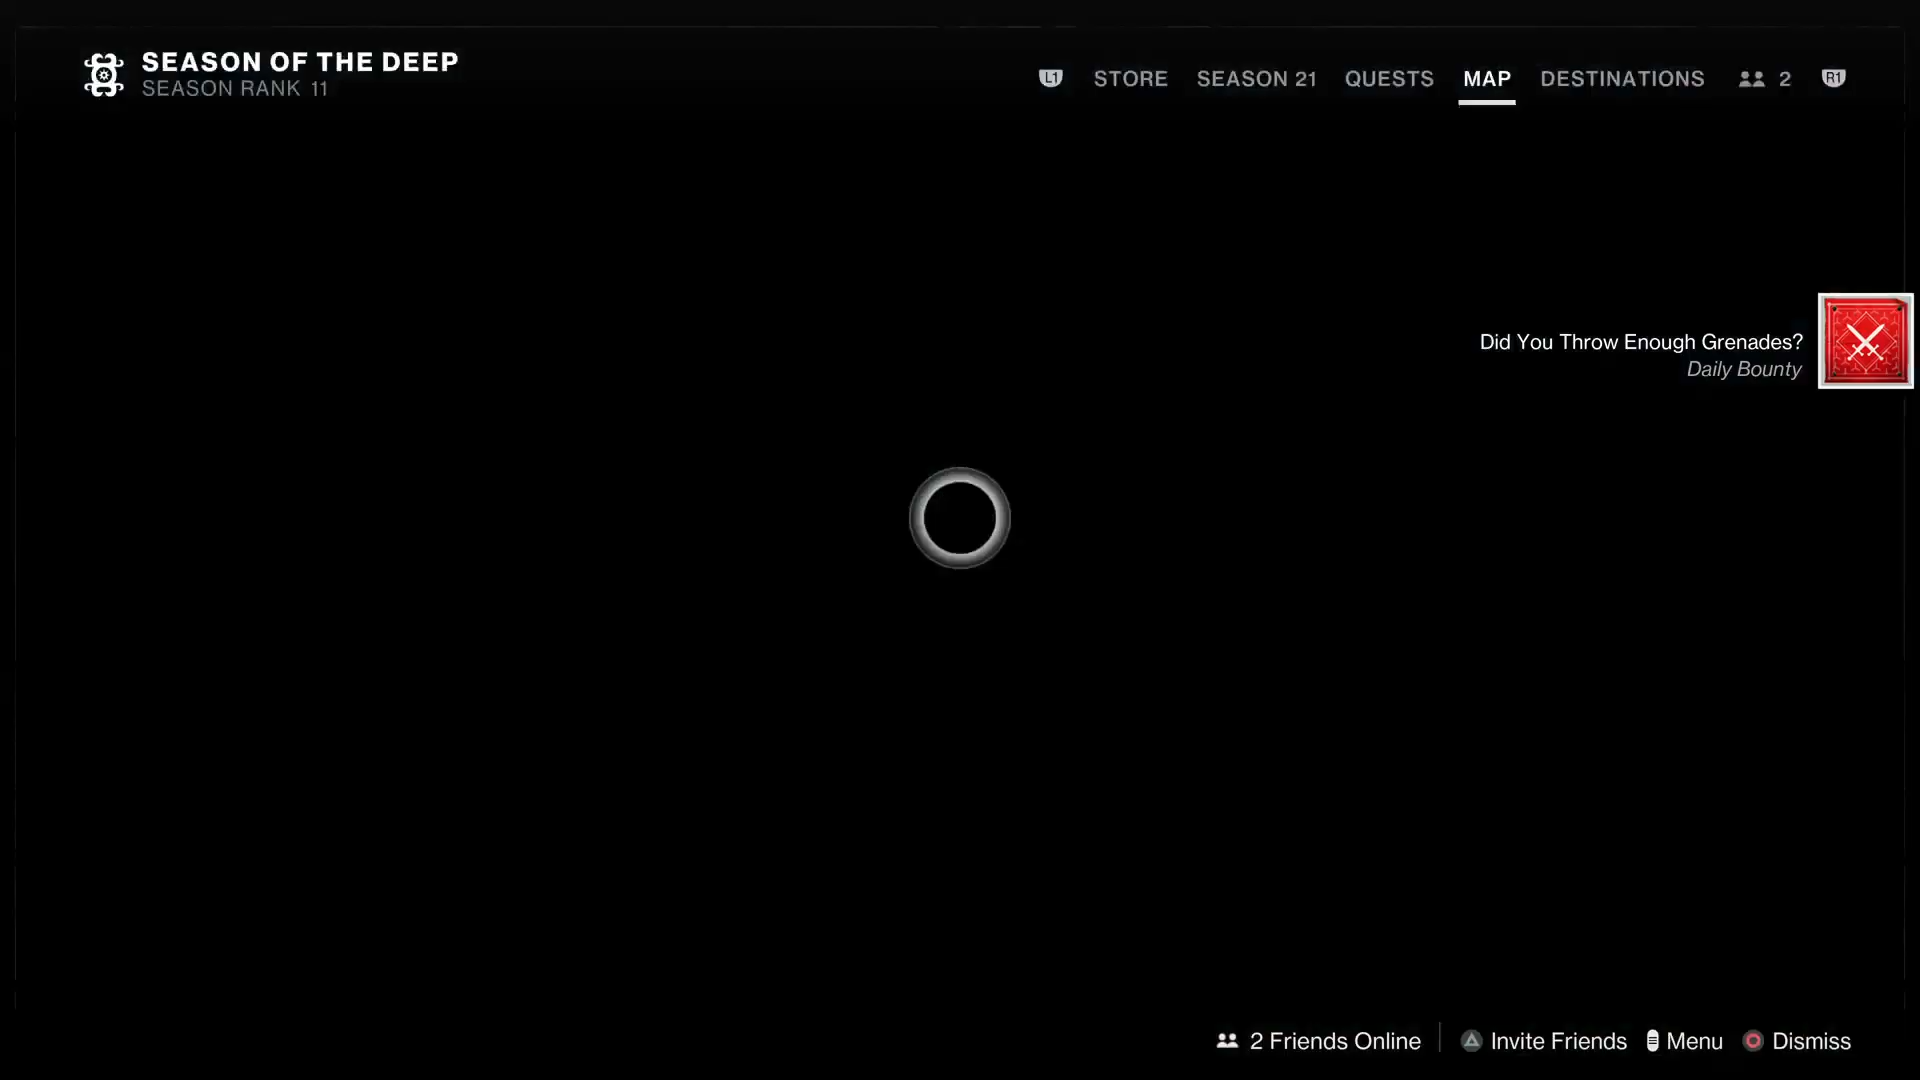 SEASON OF THE DEEP
SEASON RANK 11
L1 STORE SEASON 21 QUESTS MAP DESTINATIONS 2 R1
Did You Throw Enough Grenades?
Daily Bounty
2 Friends Online Invite Friends Menu Dismiss